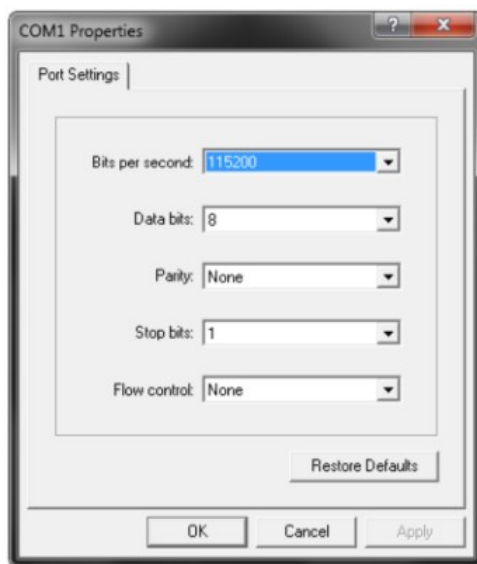 COM1 Properties
?
Port Settings
Bits per second: 115200
Data bits: 8
Parity: None
Stop bits: 1
Flow control: None
Restore Defaults
OK Cancel Apply